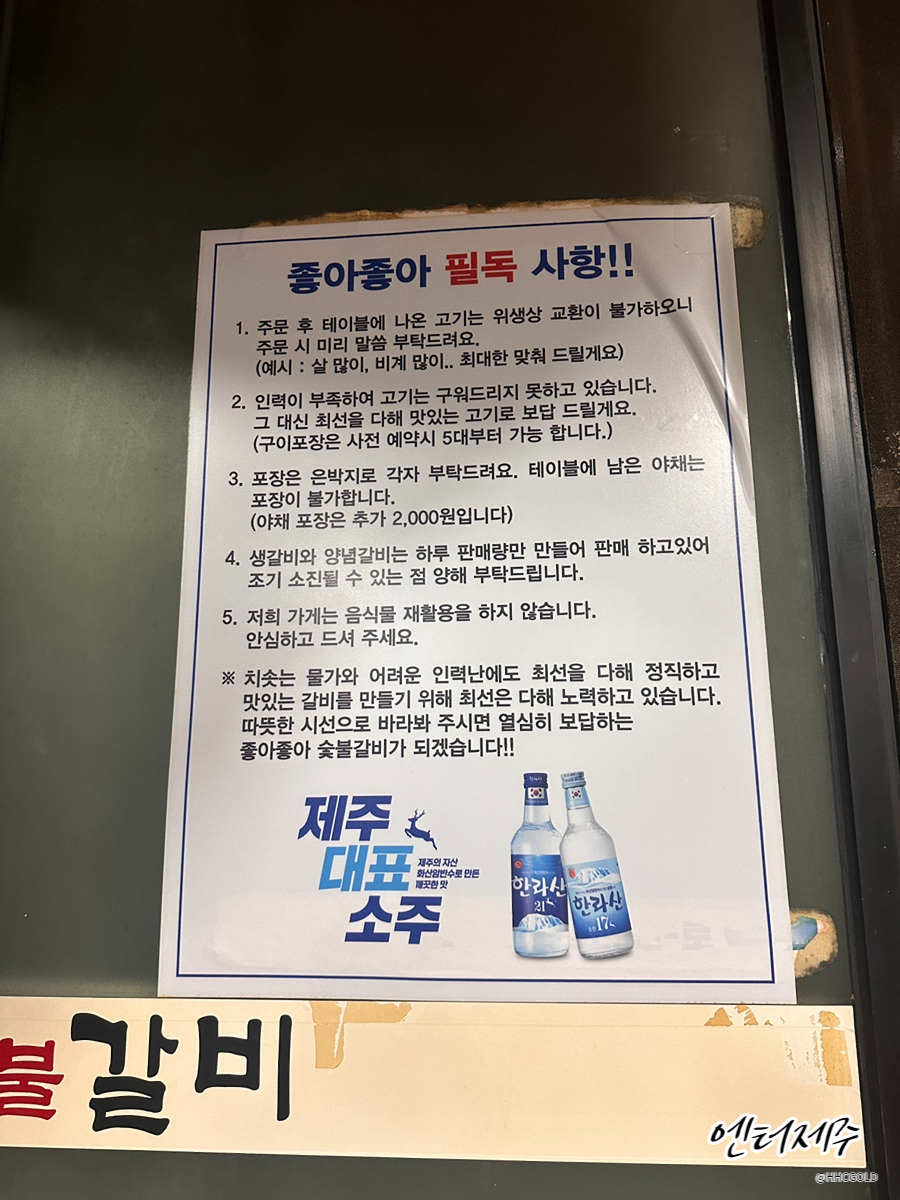 좋아좋아 필독 사항!!
1. 주문 후 테이블에 나온 고기는 위생상 교환이 불가하오니
주문 시 미리 말씀 부탁드려요.
(예시 : 살 많이, 비계 많이.. 최대한 맞춰 드릴게요)
2. 인력이 부족하여 고기는 구워드리지 못하고 있습니다.
그 대신 최선을 다해 맛있는 고기로 보답 드릴게요.
(구이포장은 사전 예약시 5대부터 가능 합니다.)
3. 포장은 은박지로 각자 부탁드려요. 테이블에 남은 야채는
포장이 불가합니다.
(야채 포장은 추가 2,000원입니다)
4. 생갈비와 양념갈비는 하루 판매량만 만들어 판매 하고있어
조기 소진될 수 있는 점 양해 부탁드립니다.
5. 저희 가게는 음식물 재활용을 하지 않습니다.
안심하고 드셔 주세요.
※ 치솟는 물가와 어려운 인력난에도 최선을 다해 정직하고
맛있는 갈비를 만들기 위해 최선은 다해 노력하고 있습니다.
따뜻한 시선으로 바라봐 주시면 열심히 보답하는
좋아좋아 숯불갈비가 되겠습니다!!
제주
대표
소주
제주의 자산
화산암반수로 만든
깨끗한 맛
한라산
21
한라산
순한 17
불갈비
엔터제주
@HHCGOLD